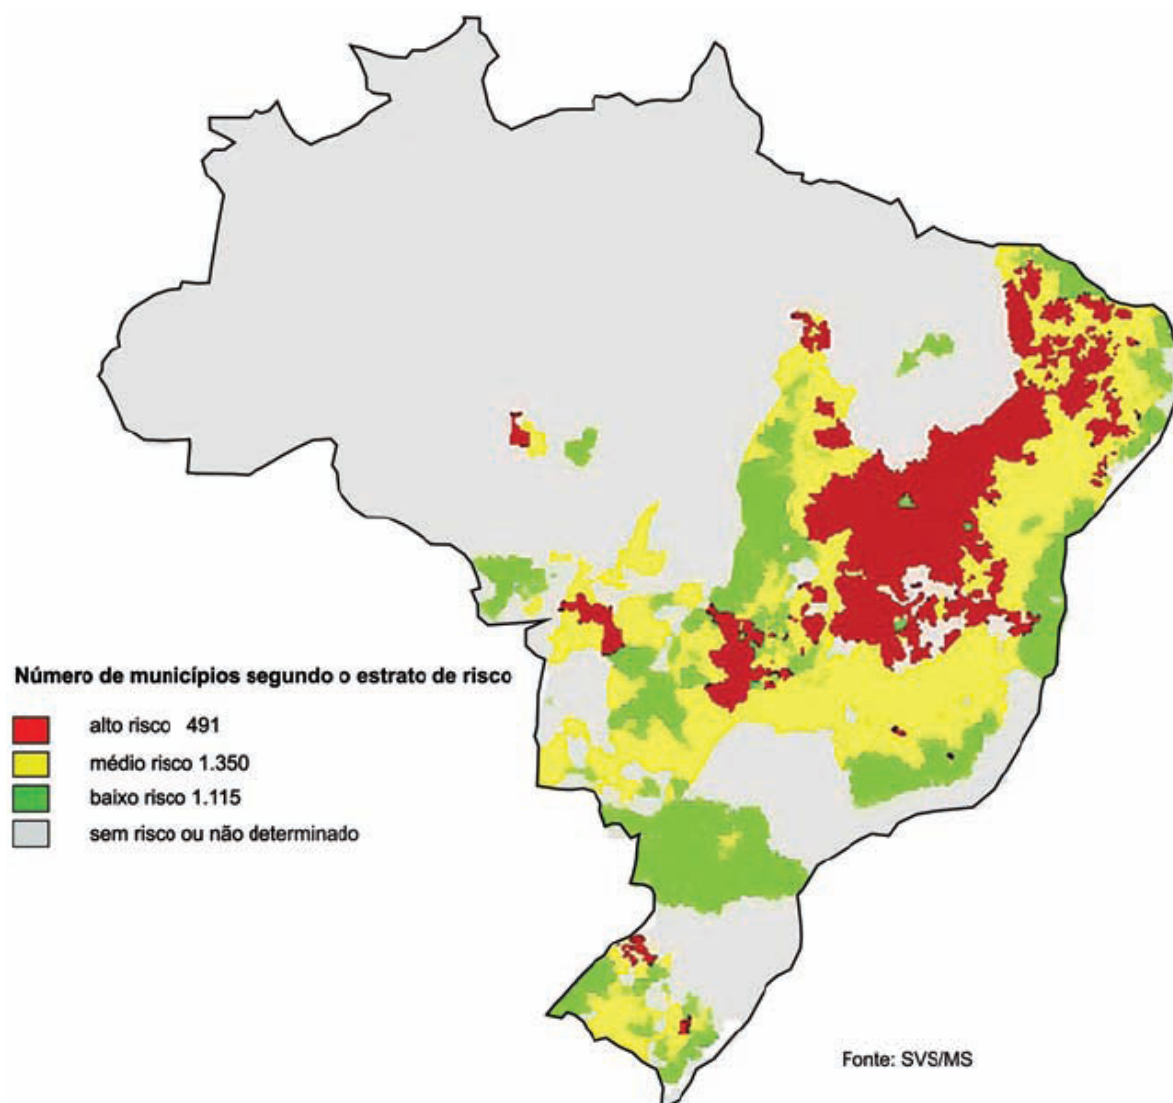 Número de municípios segundo o estrato de risco
alto risco 491
médio risco 1.350
baixo risco 1.115
sem risco ou não determinado
Fonte: SVS/MS